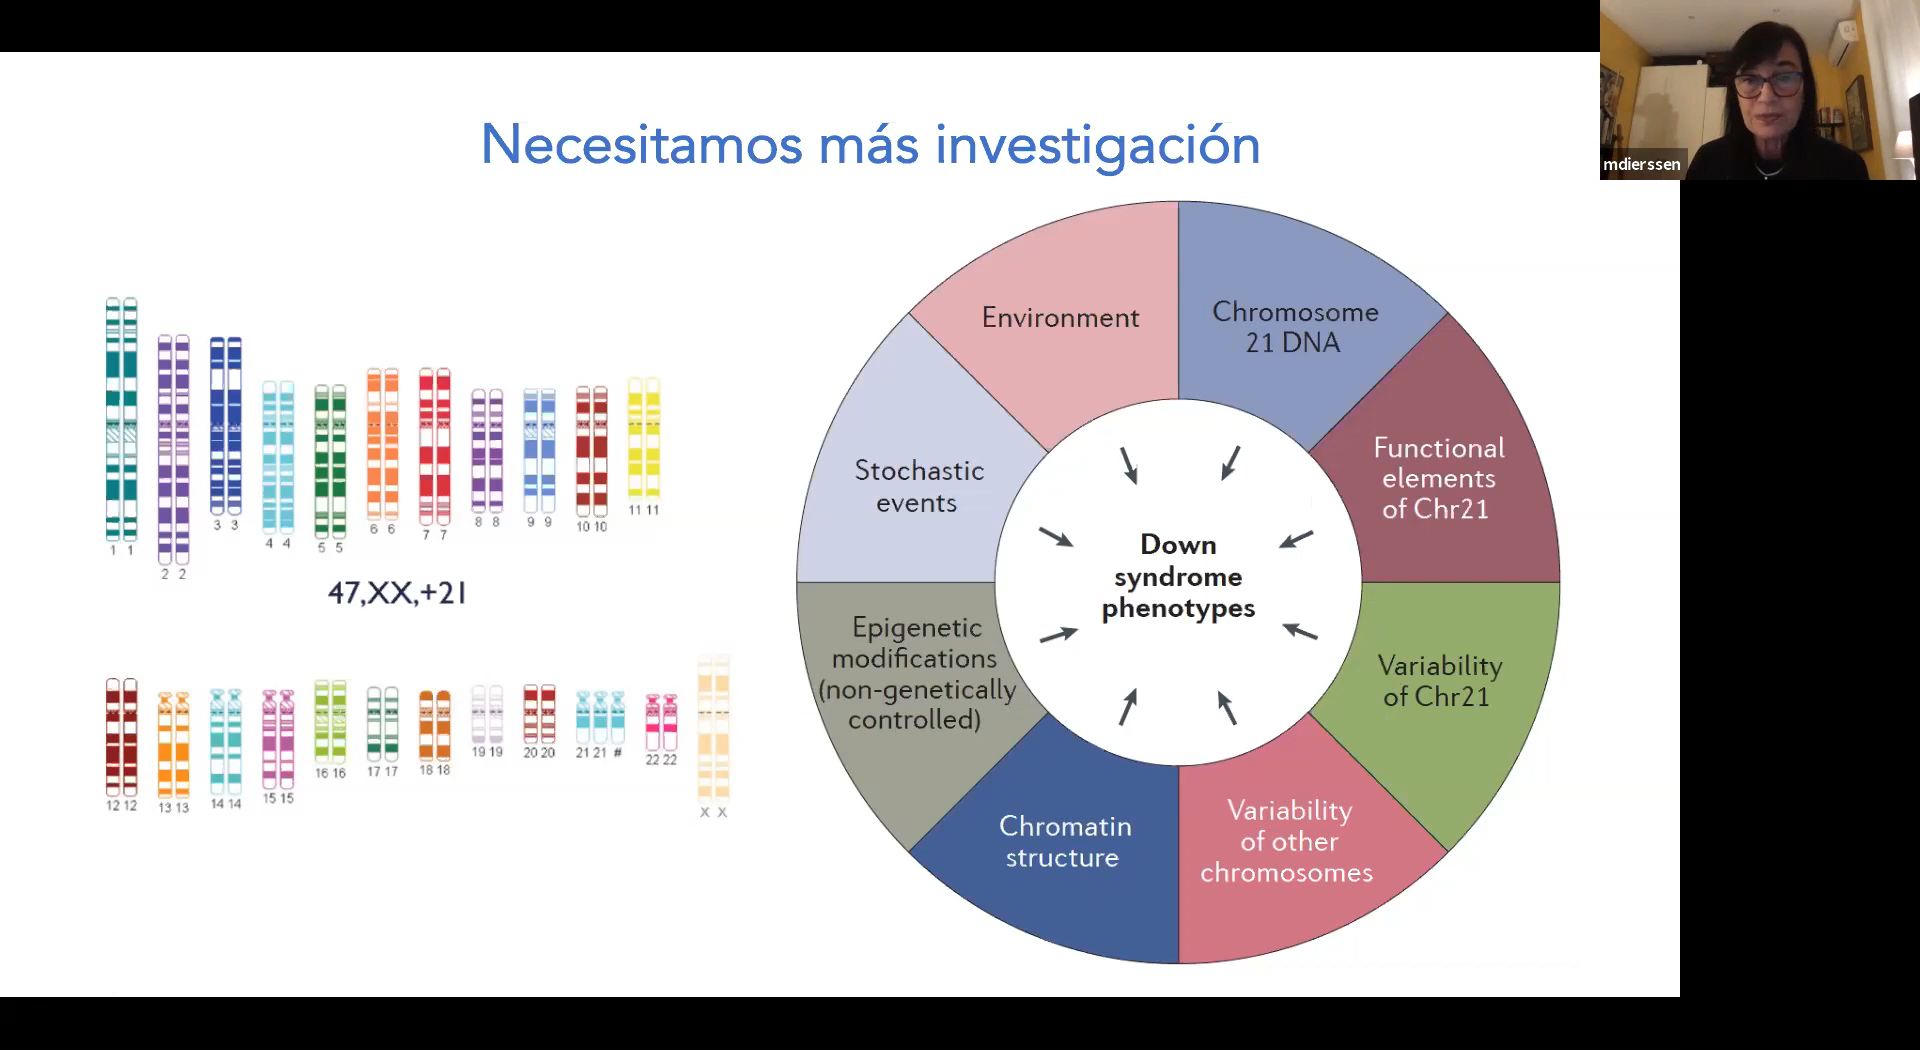 Necesitamos más investigación
mdierssen
1 1
2 2
3 3
4 4
5 5
6 6
7 7
8 8
9 9
10 10
11 11
47,XX,+21
12 12
13 13
14 14
15 15
16 16
17 17
18 18
19 19
20 20
21 21 #
22 22
X X
Environment
Chromosome
21 DNA
Functional
elements
of Chr21
Variability
of Chr21
Variability
of other
chromosomes
Chromatin
structure
Epigenetic
modifications
(non-genetically
controlled)
Stochastic
events
Down
syndrome
phenotypes